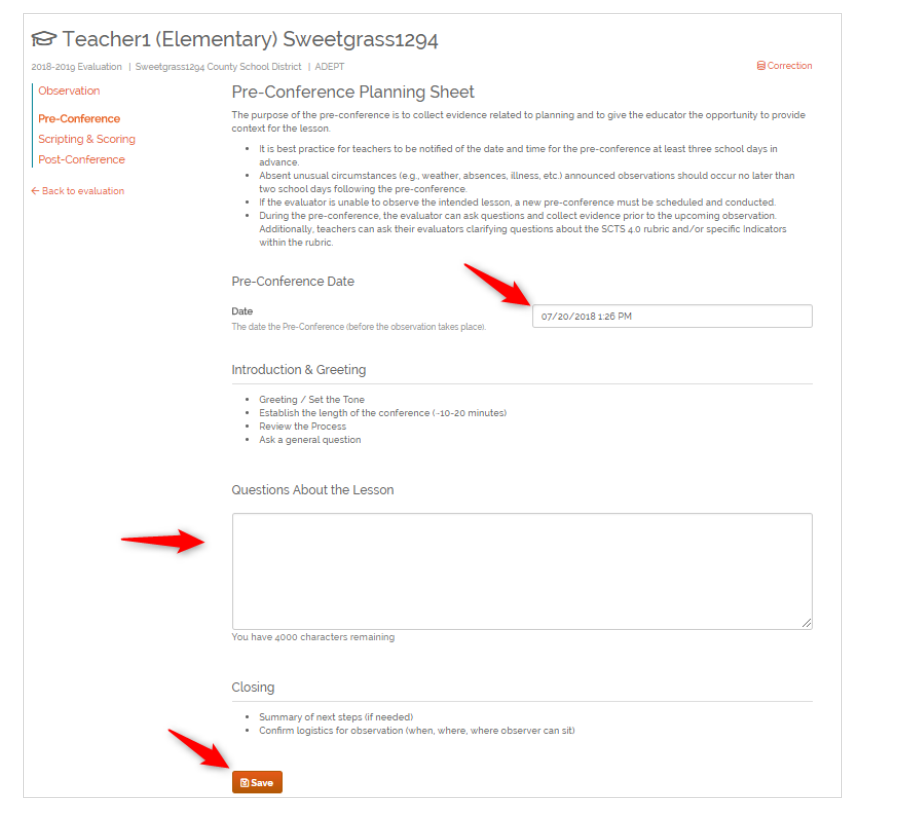 Teacher1 (Elementary) Sweetgrass1294
2018-2019 Evaluation | Sweetgrass1294 County School District | ADEPT
Correction
Observation
Pre-Conference
Scripting & Scoring
Post-Conference
← Back to evaluation
Pre-Conference Planning Sheet
The purpose of the pre-conference is to collect evidence related to planning and to give the educator the opportunity to provide
context for the lesson.
▪ It is best practice for teachers to be notified of the date and time for the pre-conference at least three school days in
advance.
▪ Absent unusual circumstances (e.g., weather, absences, illness, etc.) announced observations should occur no later than
two school days following the pre-conference.
▪ If the evaluator is unable to observe the intended lesson, a new pre-conference must be scheduled and conducted.
▪ During the pre-conference, the evaluator can ask questions and collect evidence prior to the upcoming observation.
Additionally, teachers can ask their evaluators clarifying questions about the SCTS 4.0 rubric and/or specific Indicators
within the rubric.
Pre-Conference Date
Date
The date the Pre-Conference (before the observation takes place).
07/20/2018 1:26 PM
Introduction & Greeting
▪ Greeting / Set the Tone
▪ Establish the length of the conference (~10-20 minutes)
▪ Review the Process
▪ Ask a general question
Questions About the Lesson
You have 4000 characters remaining
Closing
▪ Summary of next steps (if needed)
▪ Confirm logistics for observation (when, where, where observer can sit)
Save